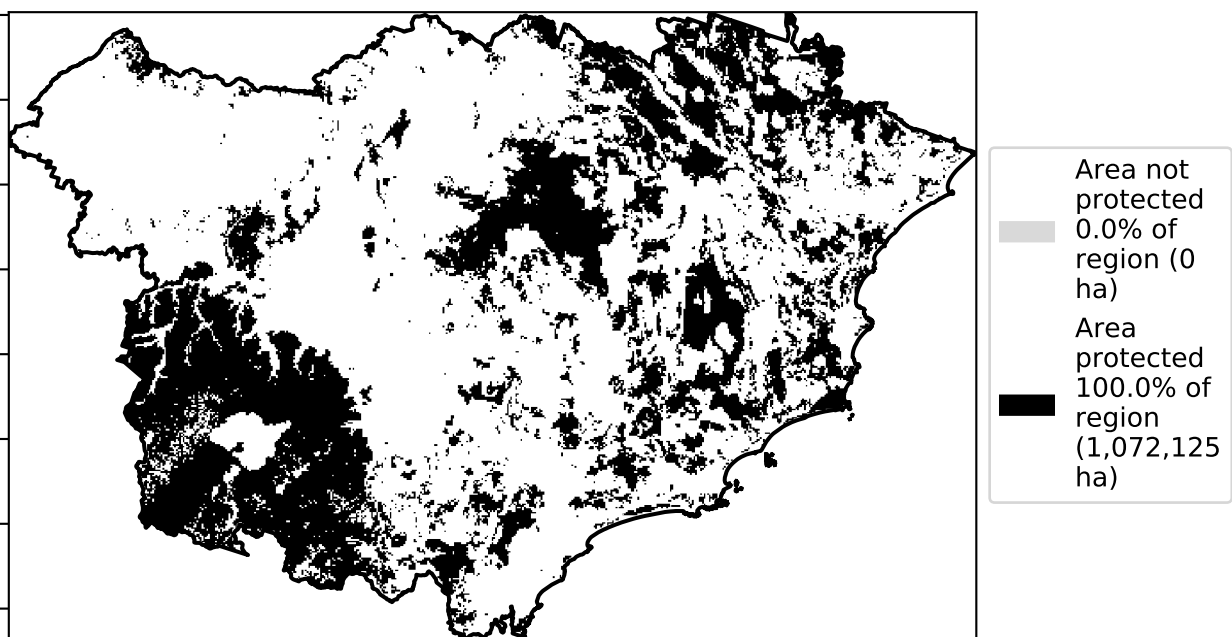 Area not
protected
0.0% of
region (0
ha)
Area
protected
100.0% of
region
(1,072,125
ha)